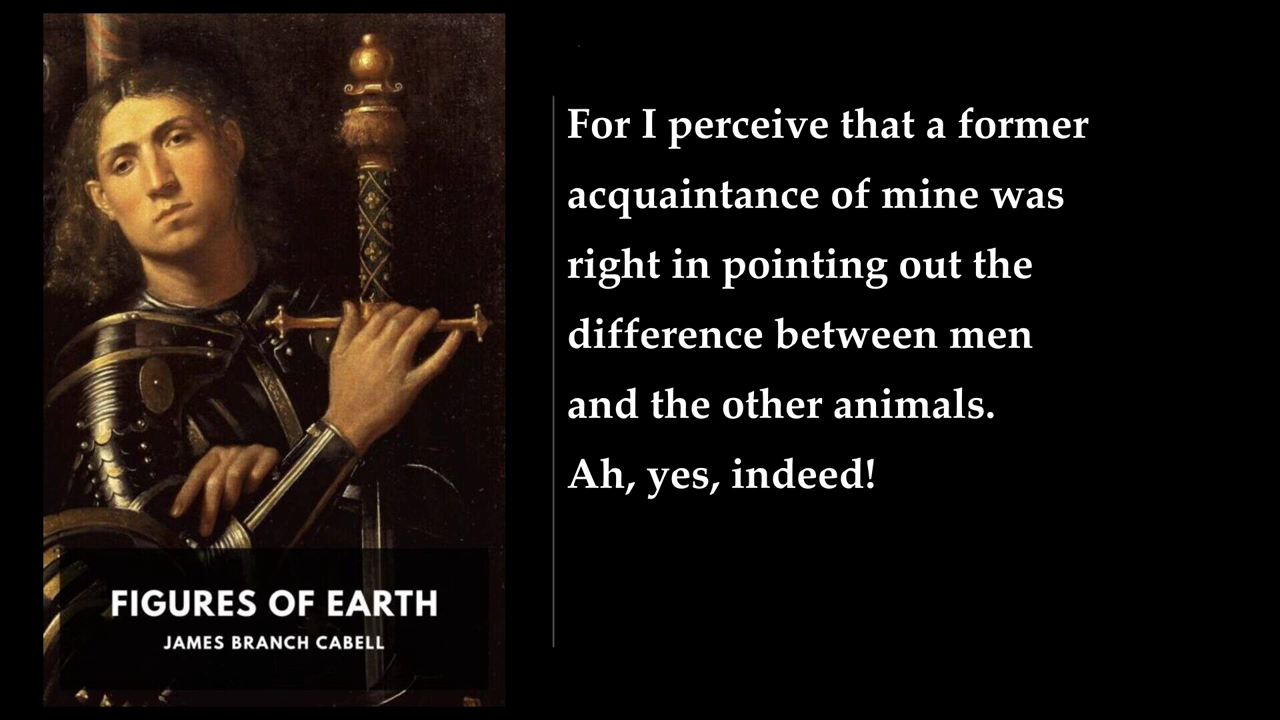 For I perceive that a former
acquaintance of mine was
right in pointing out the
difference between men
and the other animals.
Ah, yes, indeed!
FIGURES OF EARTH
JAMES BRANCH CABELL